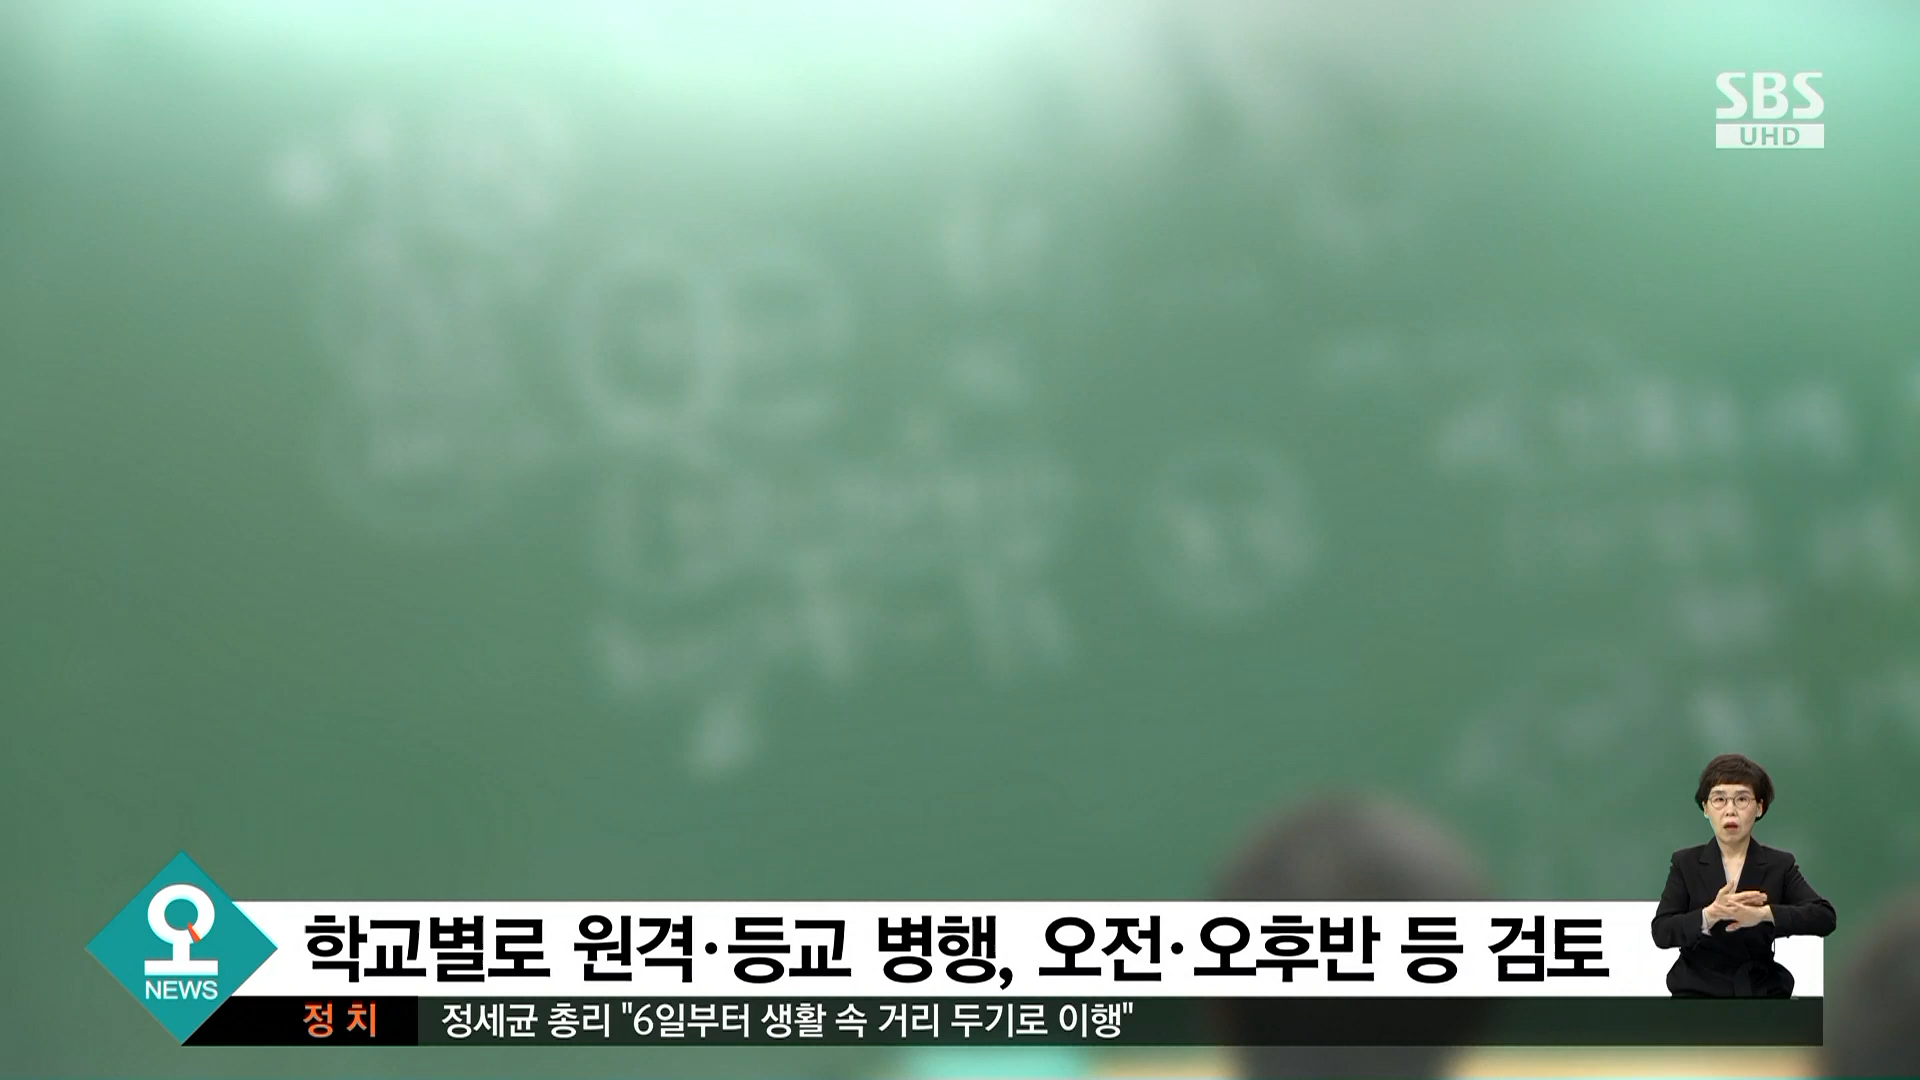 SBS
UHD
오
NEWS
학교별로 원격·등교 병행, 오전·오후반 등 검토
정 치
정세균 총리 "6일부터 생활 속 거리 두기로 이행"